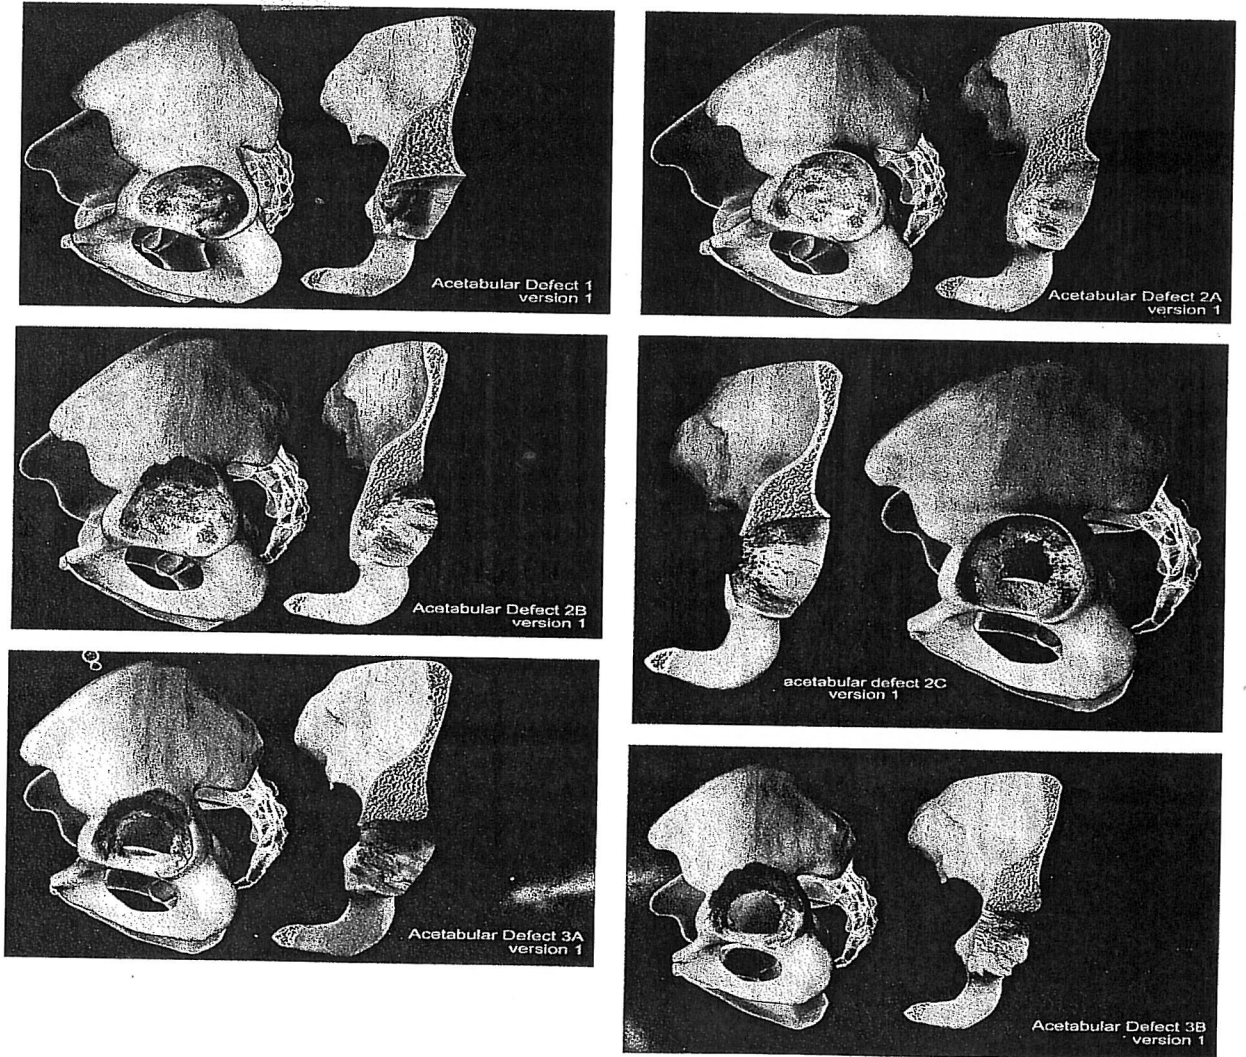 Acetabular Defect 1
version 1
Acetabular Defect 2A
version 1
Acetabular Defect 2B
version 1
acetabular defect 2C
version 1
Acetabular Defect 3A
version 1
Acetabular Defect 3B
version 1